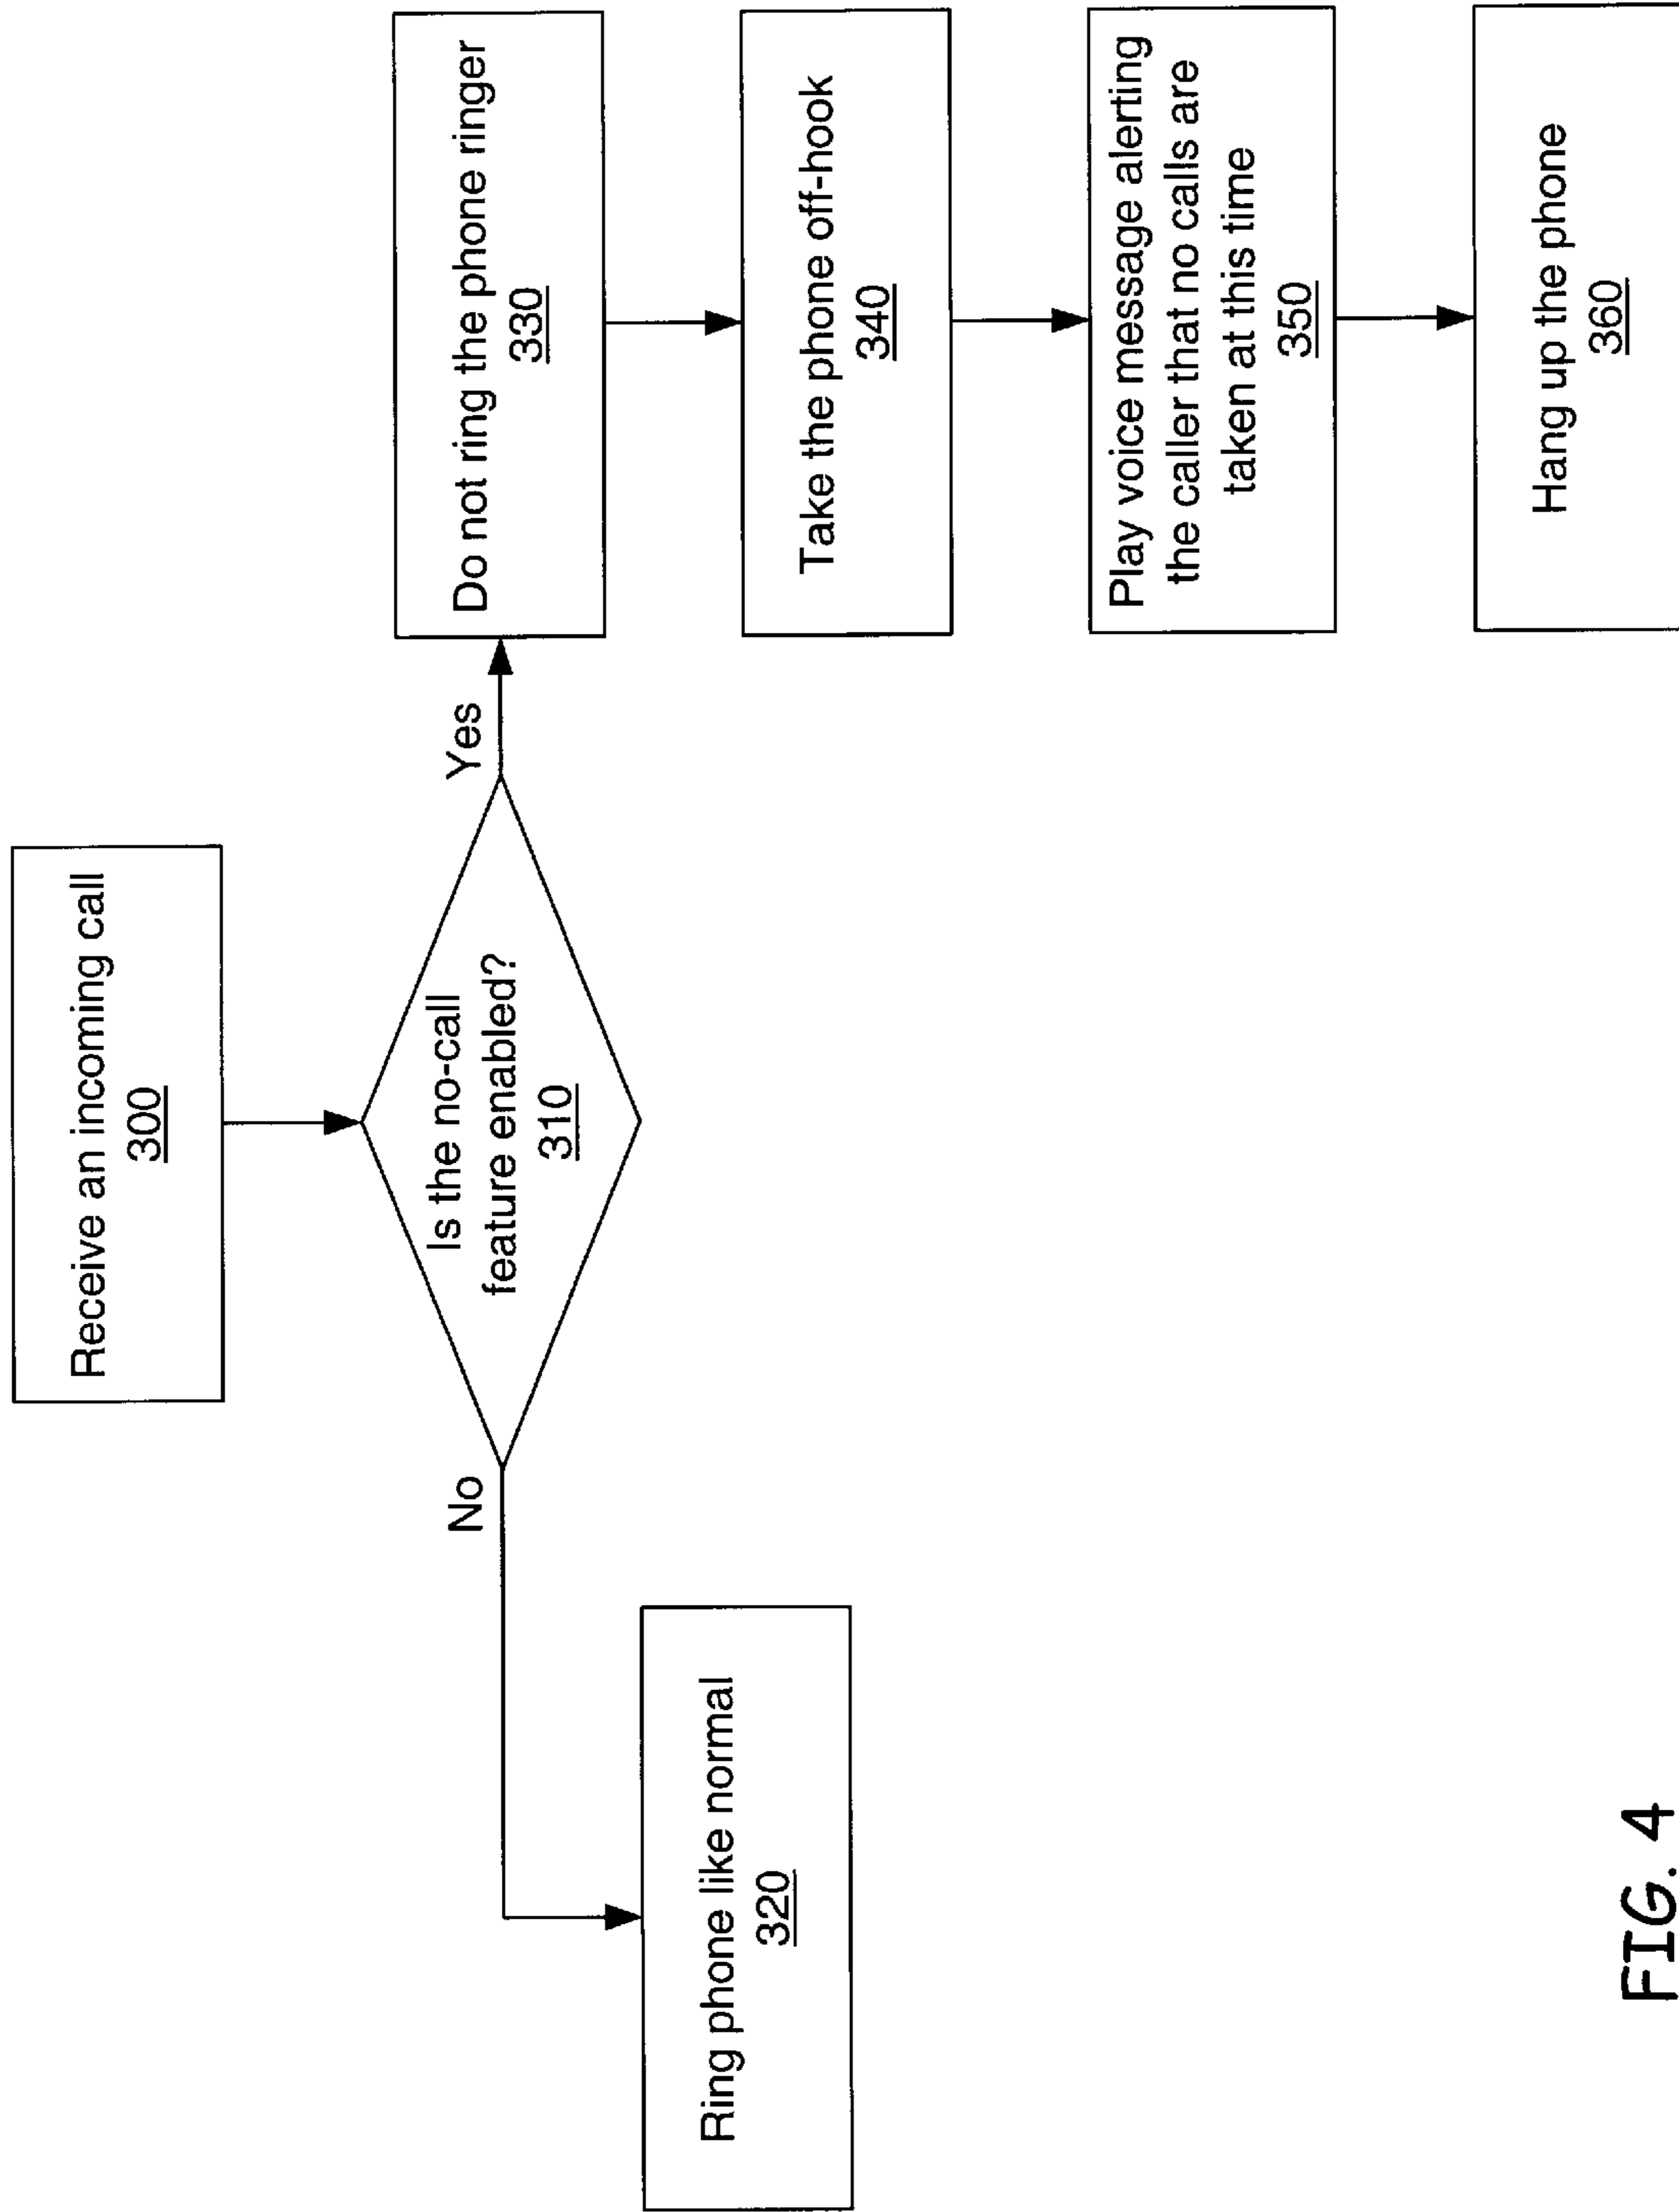 Receive an incoming call
300
Is the no-call
feature enabled?
310
No
Yes
Ring phone like normal
320
Do not ring the phone ringer
330
Take the phone off-hook
340
Play voice message alerting
the caller that no calls are
taken at this time
350
Hang up the phone
360
FIG. 4